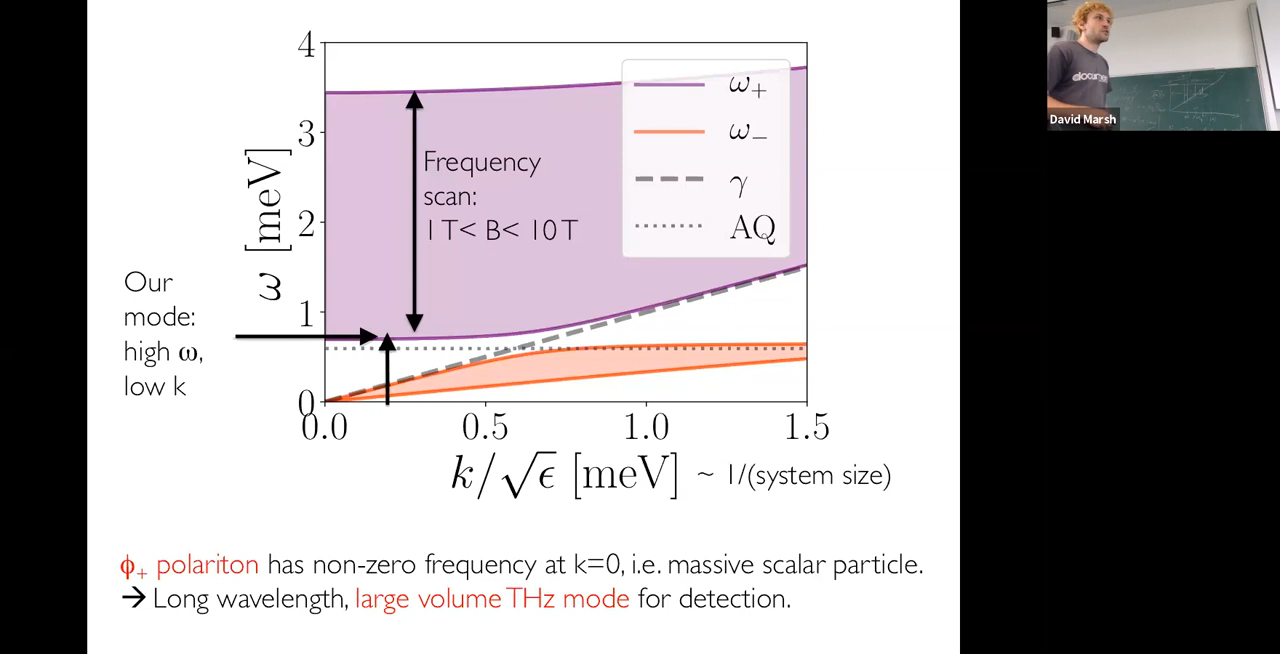 4
3
2
1
0
ω [meV]
Frequency
scan:
1 T< B< 10 T
ω₊
ω₋
γ
AQ
Our
mode:
high ω,
low k
0.0 0.5 1.0 1.5
k/√ϵ [meV] ~ 1/(system size)
ϕ₊ polariton has non-zero frequency at k=0, i.e. massive scalar particle.
→ Long wavelength, large volume THz mode for detection.
David Marsh